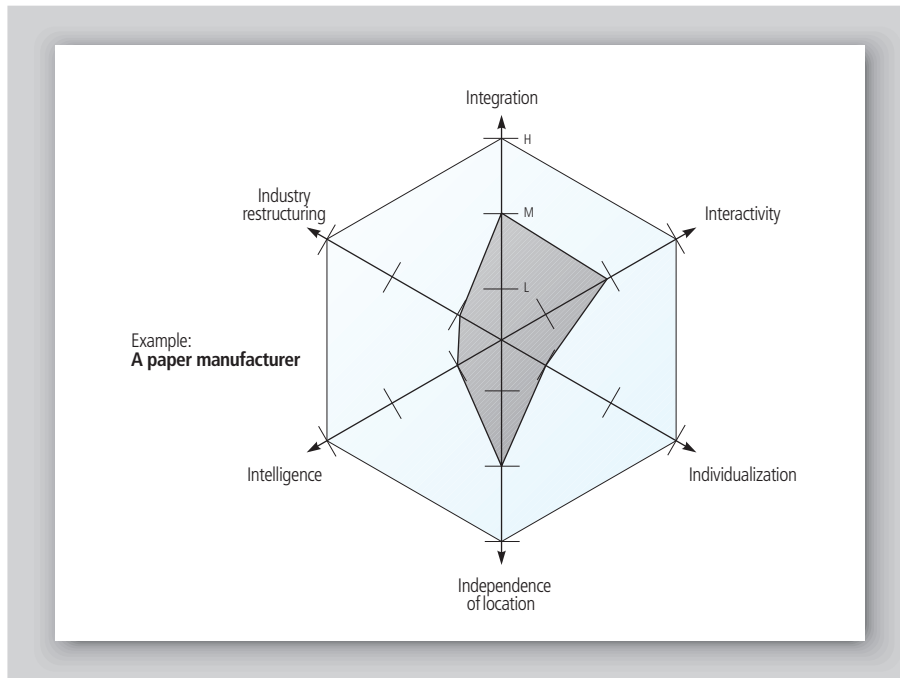 Integration
H
Industry
restructuring
M
Interactivity
L
Example:
A paper manufacturer
Intelligence
Individualization
Independence
of location